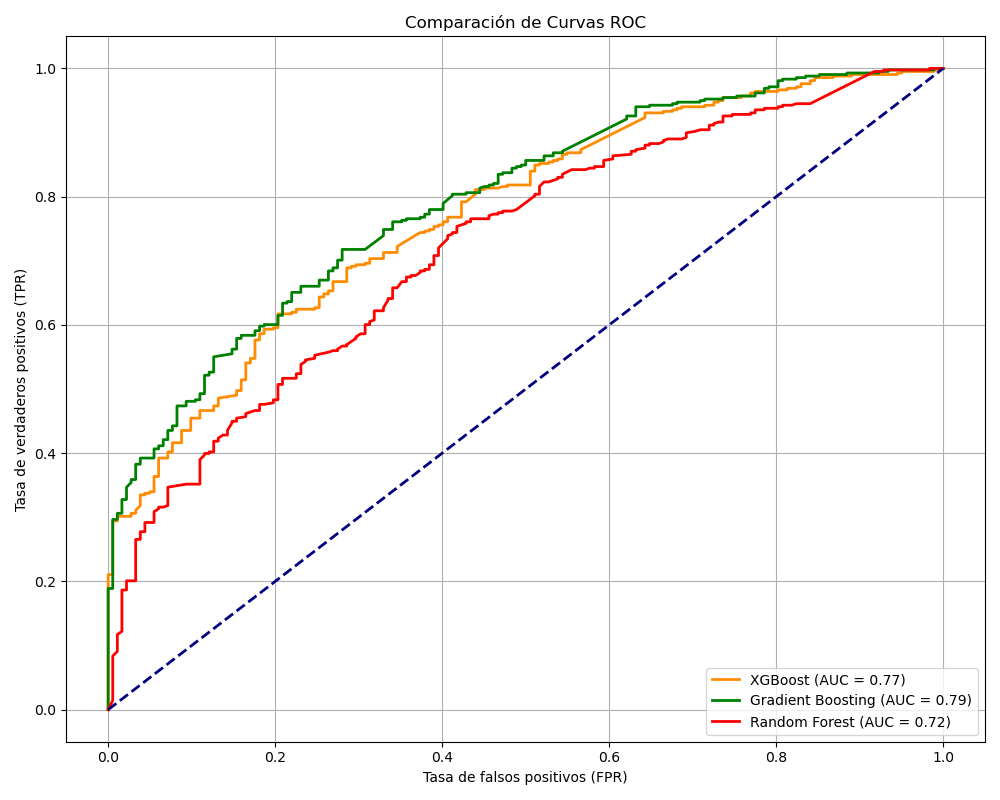 Comparación de Curvas ROC
Tasa de verdaderos positivos (TPR)
1.0
0.8
0.6
0.4
0.2
0.0
0.0 0.2 0.4 0.6 0.8 1.0
Tasa de falsos positivos (FPR)
XGBoost (AUC = 0.77)
Gradient Boosting (AUC = 0.79)
Random Forest (AUC = 0.72)